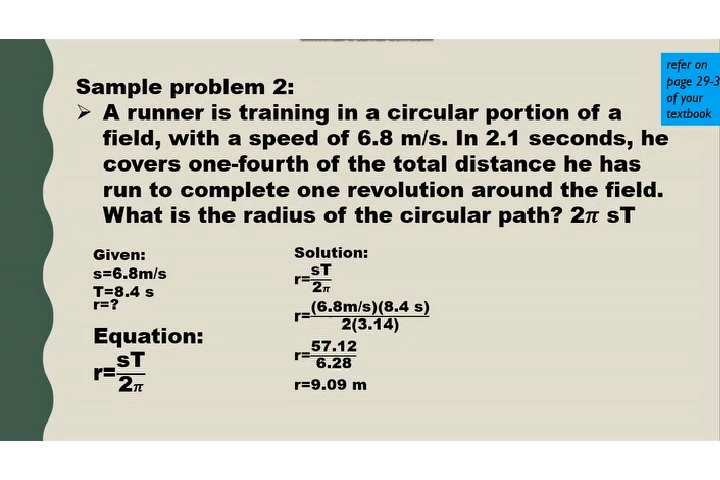 refer on
page 29-3
of your
textbook
Sample problem 2:
➢ A runner is training in a circular portion of a
field, with a speed of 6.8 m/s. In 2.1 seconds, he
covers one-fourth of the total distance he has
run to complete one revolution around the field.
What is the radius of the circular path? 2π sT
Given:
s=6.8m/s
T=8.4 s
r=?
Equation:
r=sT/2π
Solution:
r=sT/2π
r=(6.8m/s)(8.4 s)/2(3.14)
r=57.12/6.28
r=9.09 m